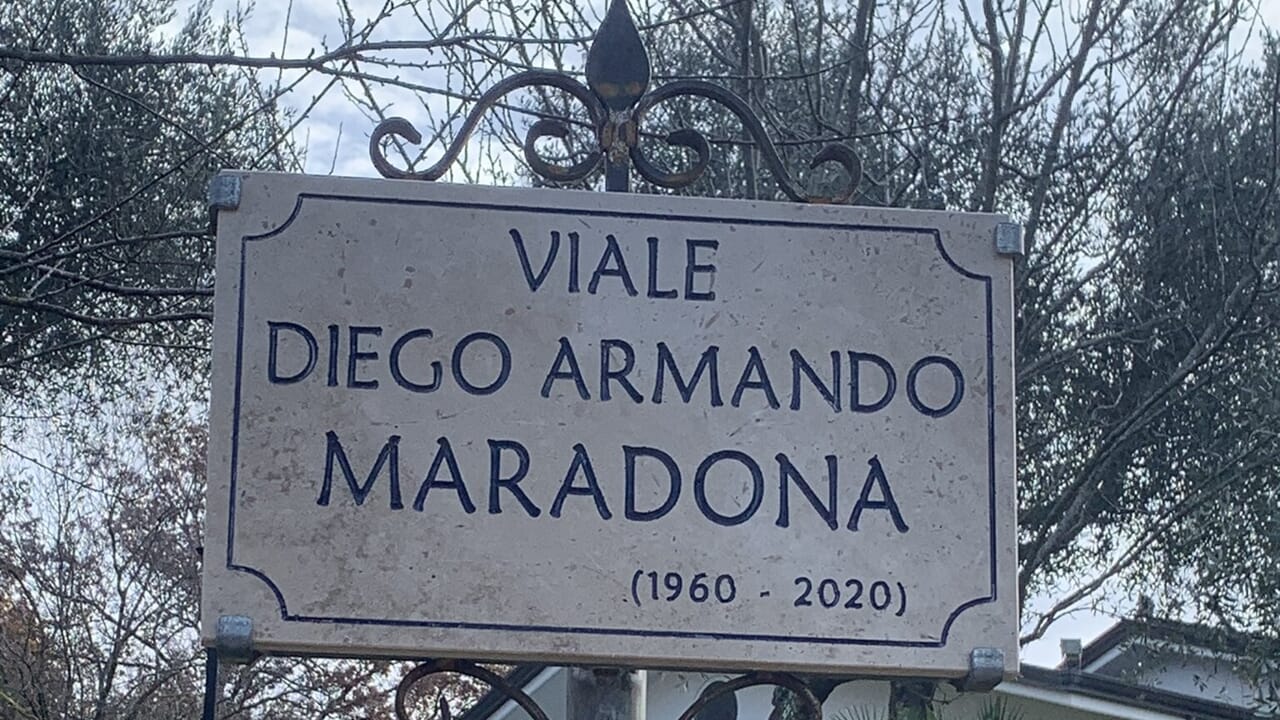 VIALE
DIEGO ARMANDO
MARADONA
(1960 - 2020)